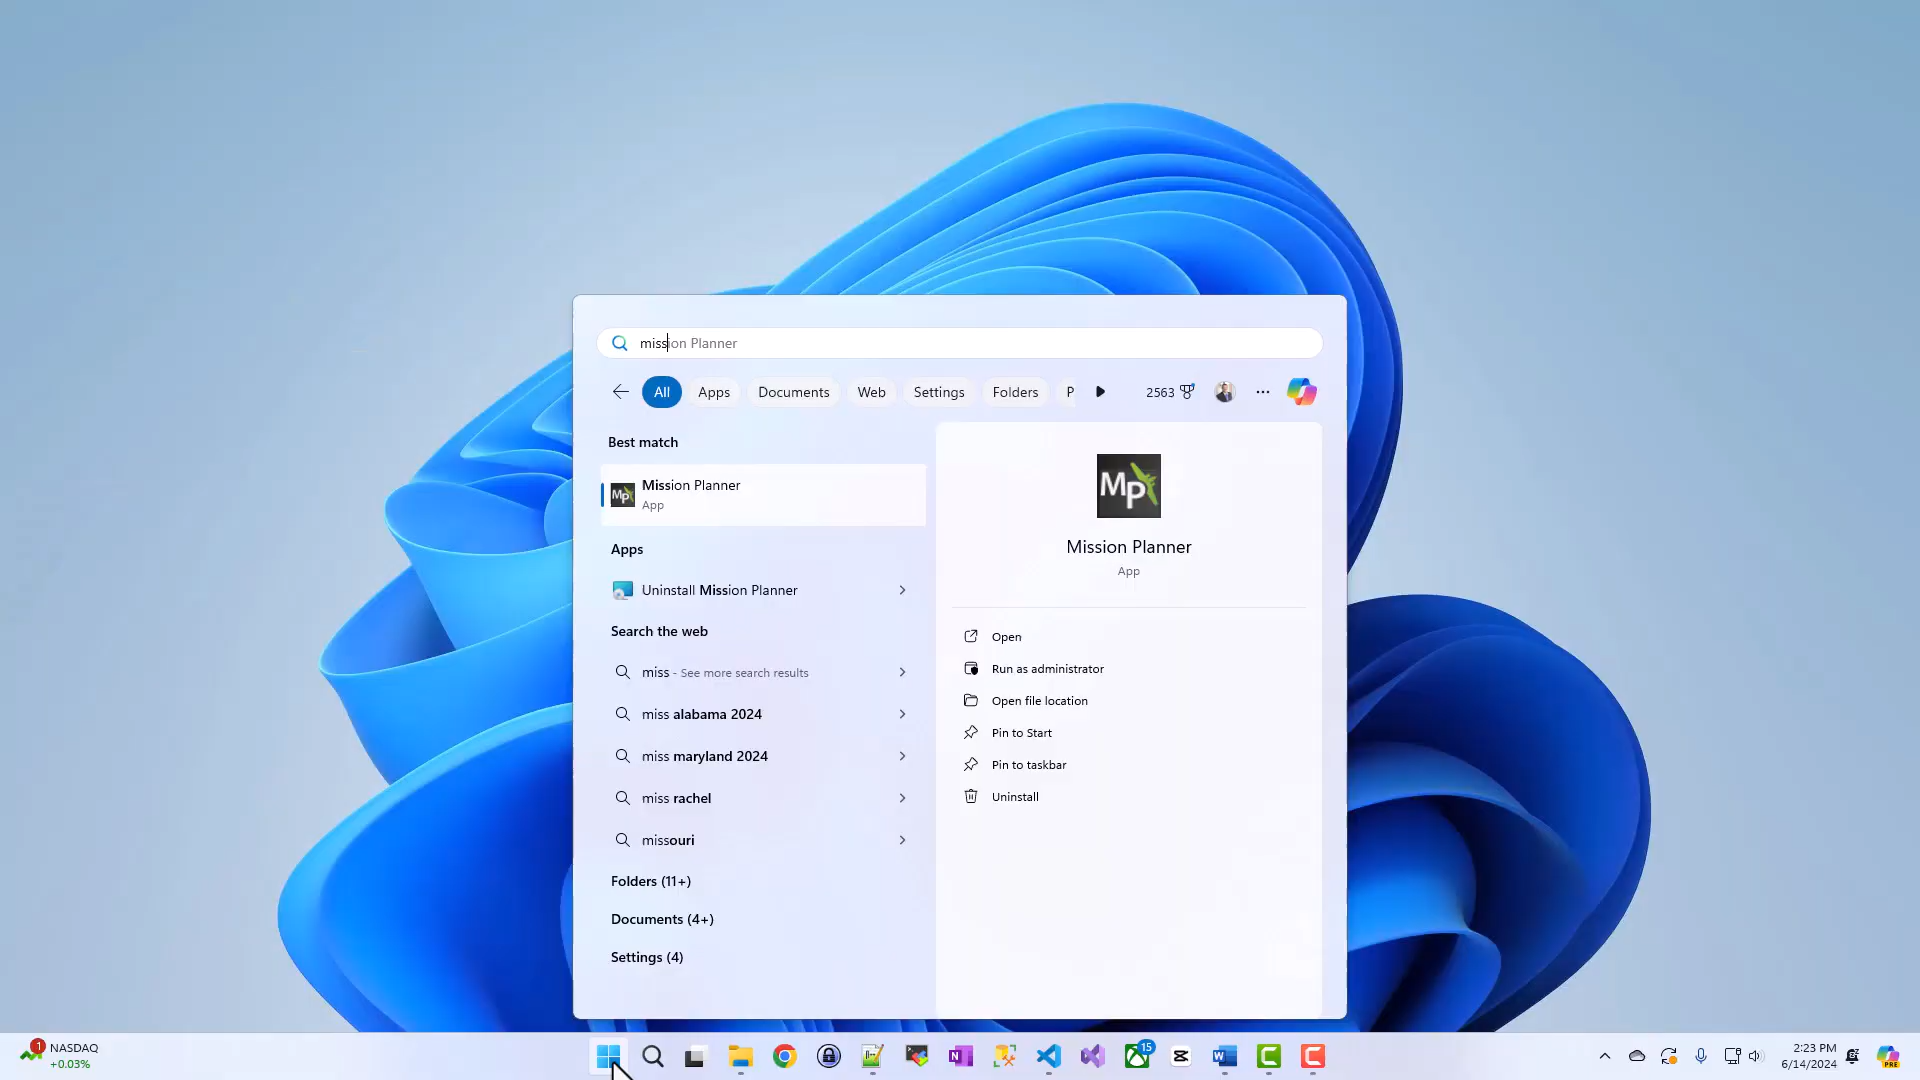 mission Planner
All Apps Documents Web Settings Folders P 2563
Best match
Mission Planner
App
Apps
Uninstall Mission Planner
Search the web
miss - See more search results
miss alabama 2024
miss maryland 2024
miss rachel
missouri
Folders (11+)
Documents (4+)
Settings (4)
Mp
Mission Planner
App
Open
Run as administrator
Open file location
Pin to Start
Pin to taskbar
Uninstall
1
NASDAQ
+0.03%
15
2:23 PM
6/14/2024
PRE